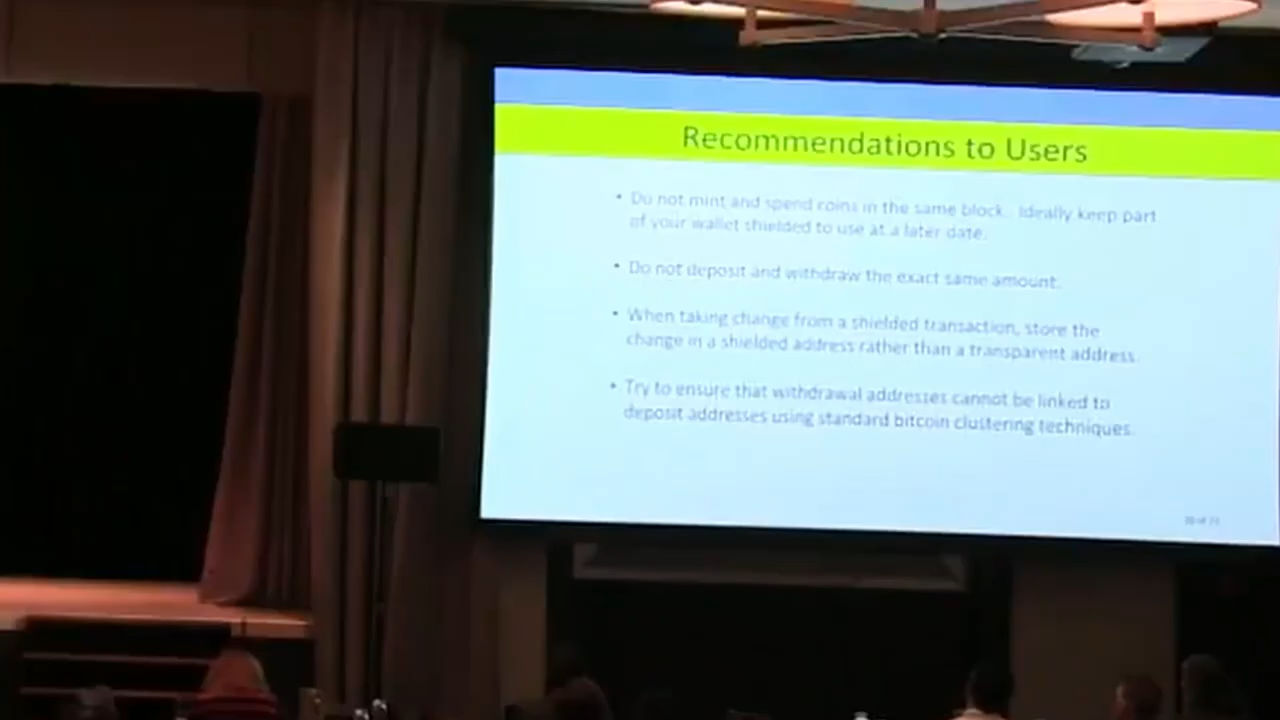 Recommendations to Users
• Do not mint and spend coins in the same block. Ideally keep part
of your wallet shielded to use at a later date.
• Do not deposit and withdraw the exact same amount.
• When taking change from a shielded transaction, store the
change in a shielded address rather than a transparent address.
• Try to ensure that withdrawal addresses cannot be linked to
deposit addresses using standard bitcoin clustering techniques.